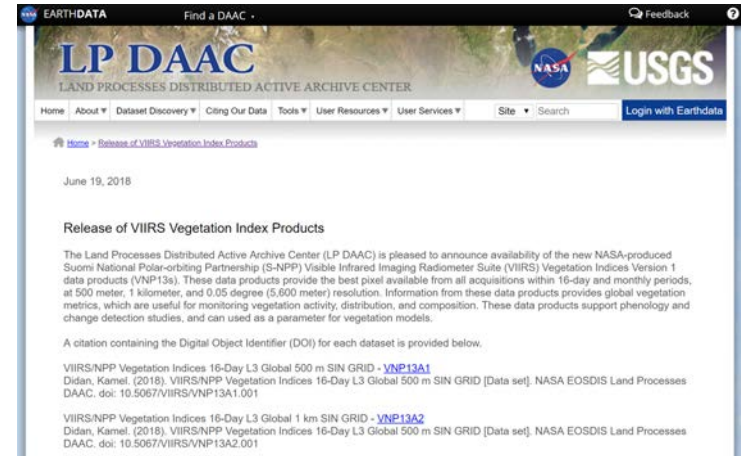 NASA EARTHDATA Find a DAAC Feedback ?
LP DAAC
NASA USGS
LAND PROCESSES DISTRIBUTED ACTIVE ARCHIVE CENTER
Home About Dataset Discovery Citing Our Data Tools User Resources User Services Site Search Login with Earthdata
Home > Release of VIIRS Vegetation Index Products
June 19, 2018
Release of VIIRS Vegetation Index Products
The Land Processes Distributed Active Archive Center (LP DAAC) is pleased to announce availability of the new NASA-produced
Suomi National Polar-orbiting Partnership (S-NPP) Visible Infrared Imaging Radiometer Suite (VIIRS) Vegetation Indices Version 1
data products (VNP13s). These data products provide the best pixel available from all acquisitions within 16-day and monthly periods,
at 500 meter, 1 kilometer, and 0.05 degree (5,600 meter) resolution. Information from these data products provides global vegetation
metrics, which are useful for monitoring vegetation activity, distribution, and composition. These data products support phenology and
change detection studies, and can used as a parameter for vegetation models.
A citation containing the Digital Object Identifier (DOI) for each dataset is provided below.
VIIRS/NPP Vegetation Indices 16-Day L3 Global 500 m SIN GRID - VNP13A1
Didan, Kamel. (2018). VIIRS/NPP Vegetation Indices 16-Day L3 Global 500 m SIN GRID [Data set]. NASA EOSDIS Land Processes
DAAC. doi: 10.5067/VIIRS/VNP13A1.001
VIIRS/NPP Vegetation Indices 16-Day L3 Global 1 km SIN GRID - VNP13A2
Didan, Kamel. (2018). VIIRS/NPP Vegetation Indices 16-Day L3 Global 500 m SIN GRID [Data set]. NASA EOSDIS Land Processes
DAAC. doi: 10.5067/VIIRS/VNP13A2.001